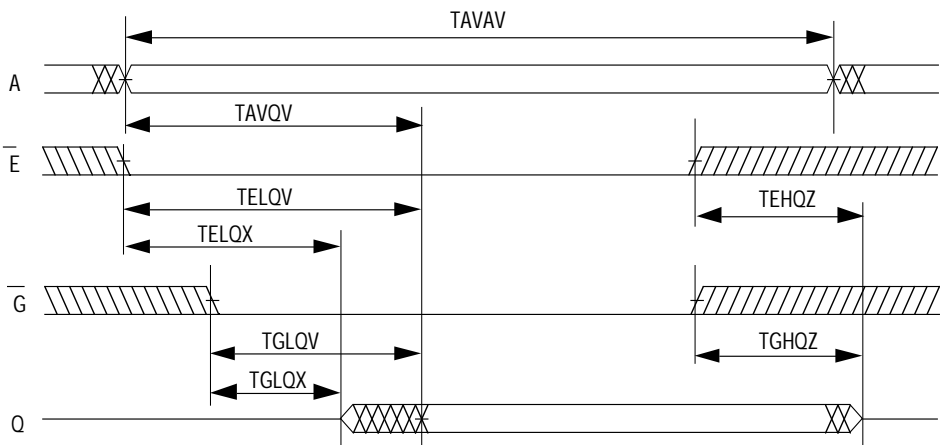 TAVAV
A
TAVQV
E̅
TELQV
TEHQZ
TELQX
G̅
TGLQV
TGHQZ
TGLQX
Q